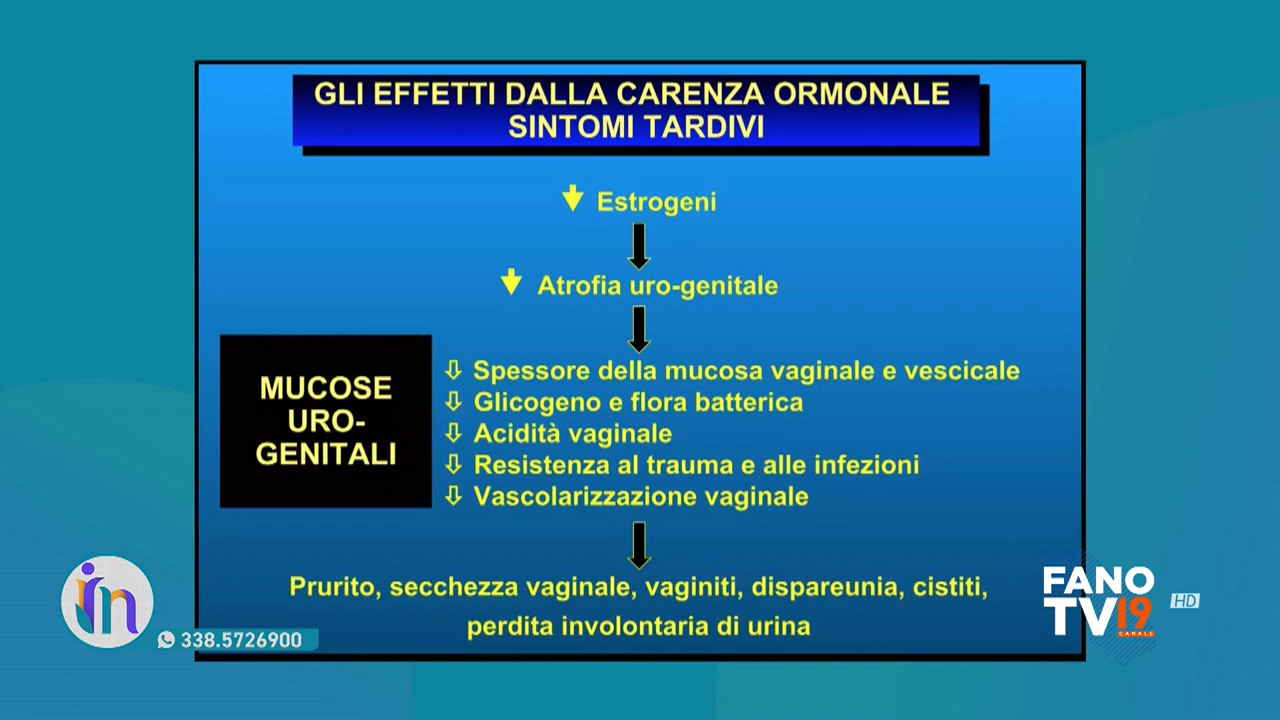 GLI EFFETTI DALLA CARENZA ORMONALE
SINTOMI TARDIVI
Estrogeni
Atrofia uro-genitale
MUCOSE
URO-
GENITALI
Spessore della mucosa vaginale e vescicale
Glicogeno e flora batterica
Acidità vaginale
Resistenza al trauma e alle infezioni
Vascolarizzazione vaginale
Prurito, secchezza vaginale, vaginiti, dispareunia, cistiti,
perdita involontaria di urina
in
338.5726900
FANO
TV19
CANALE
HD